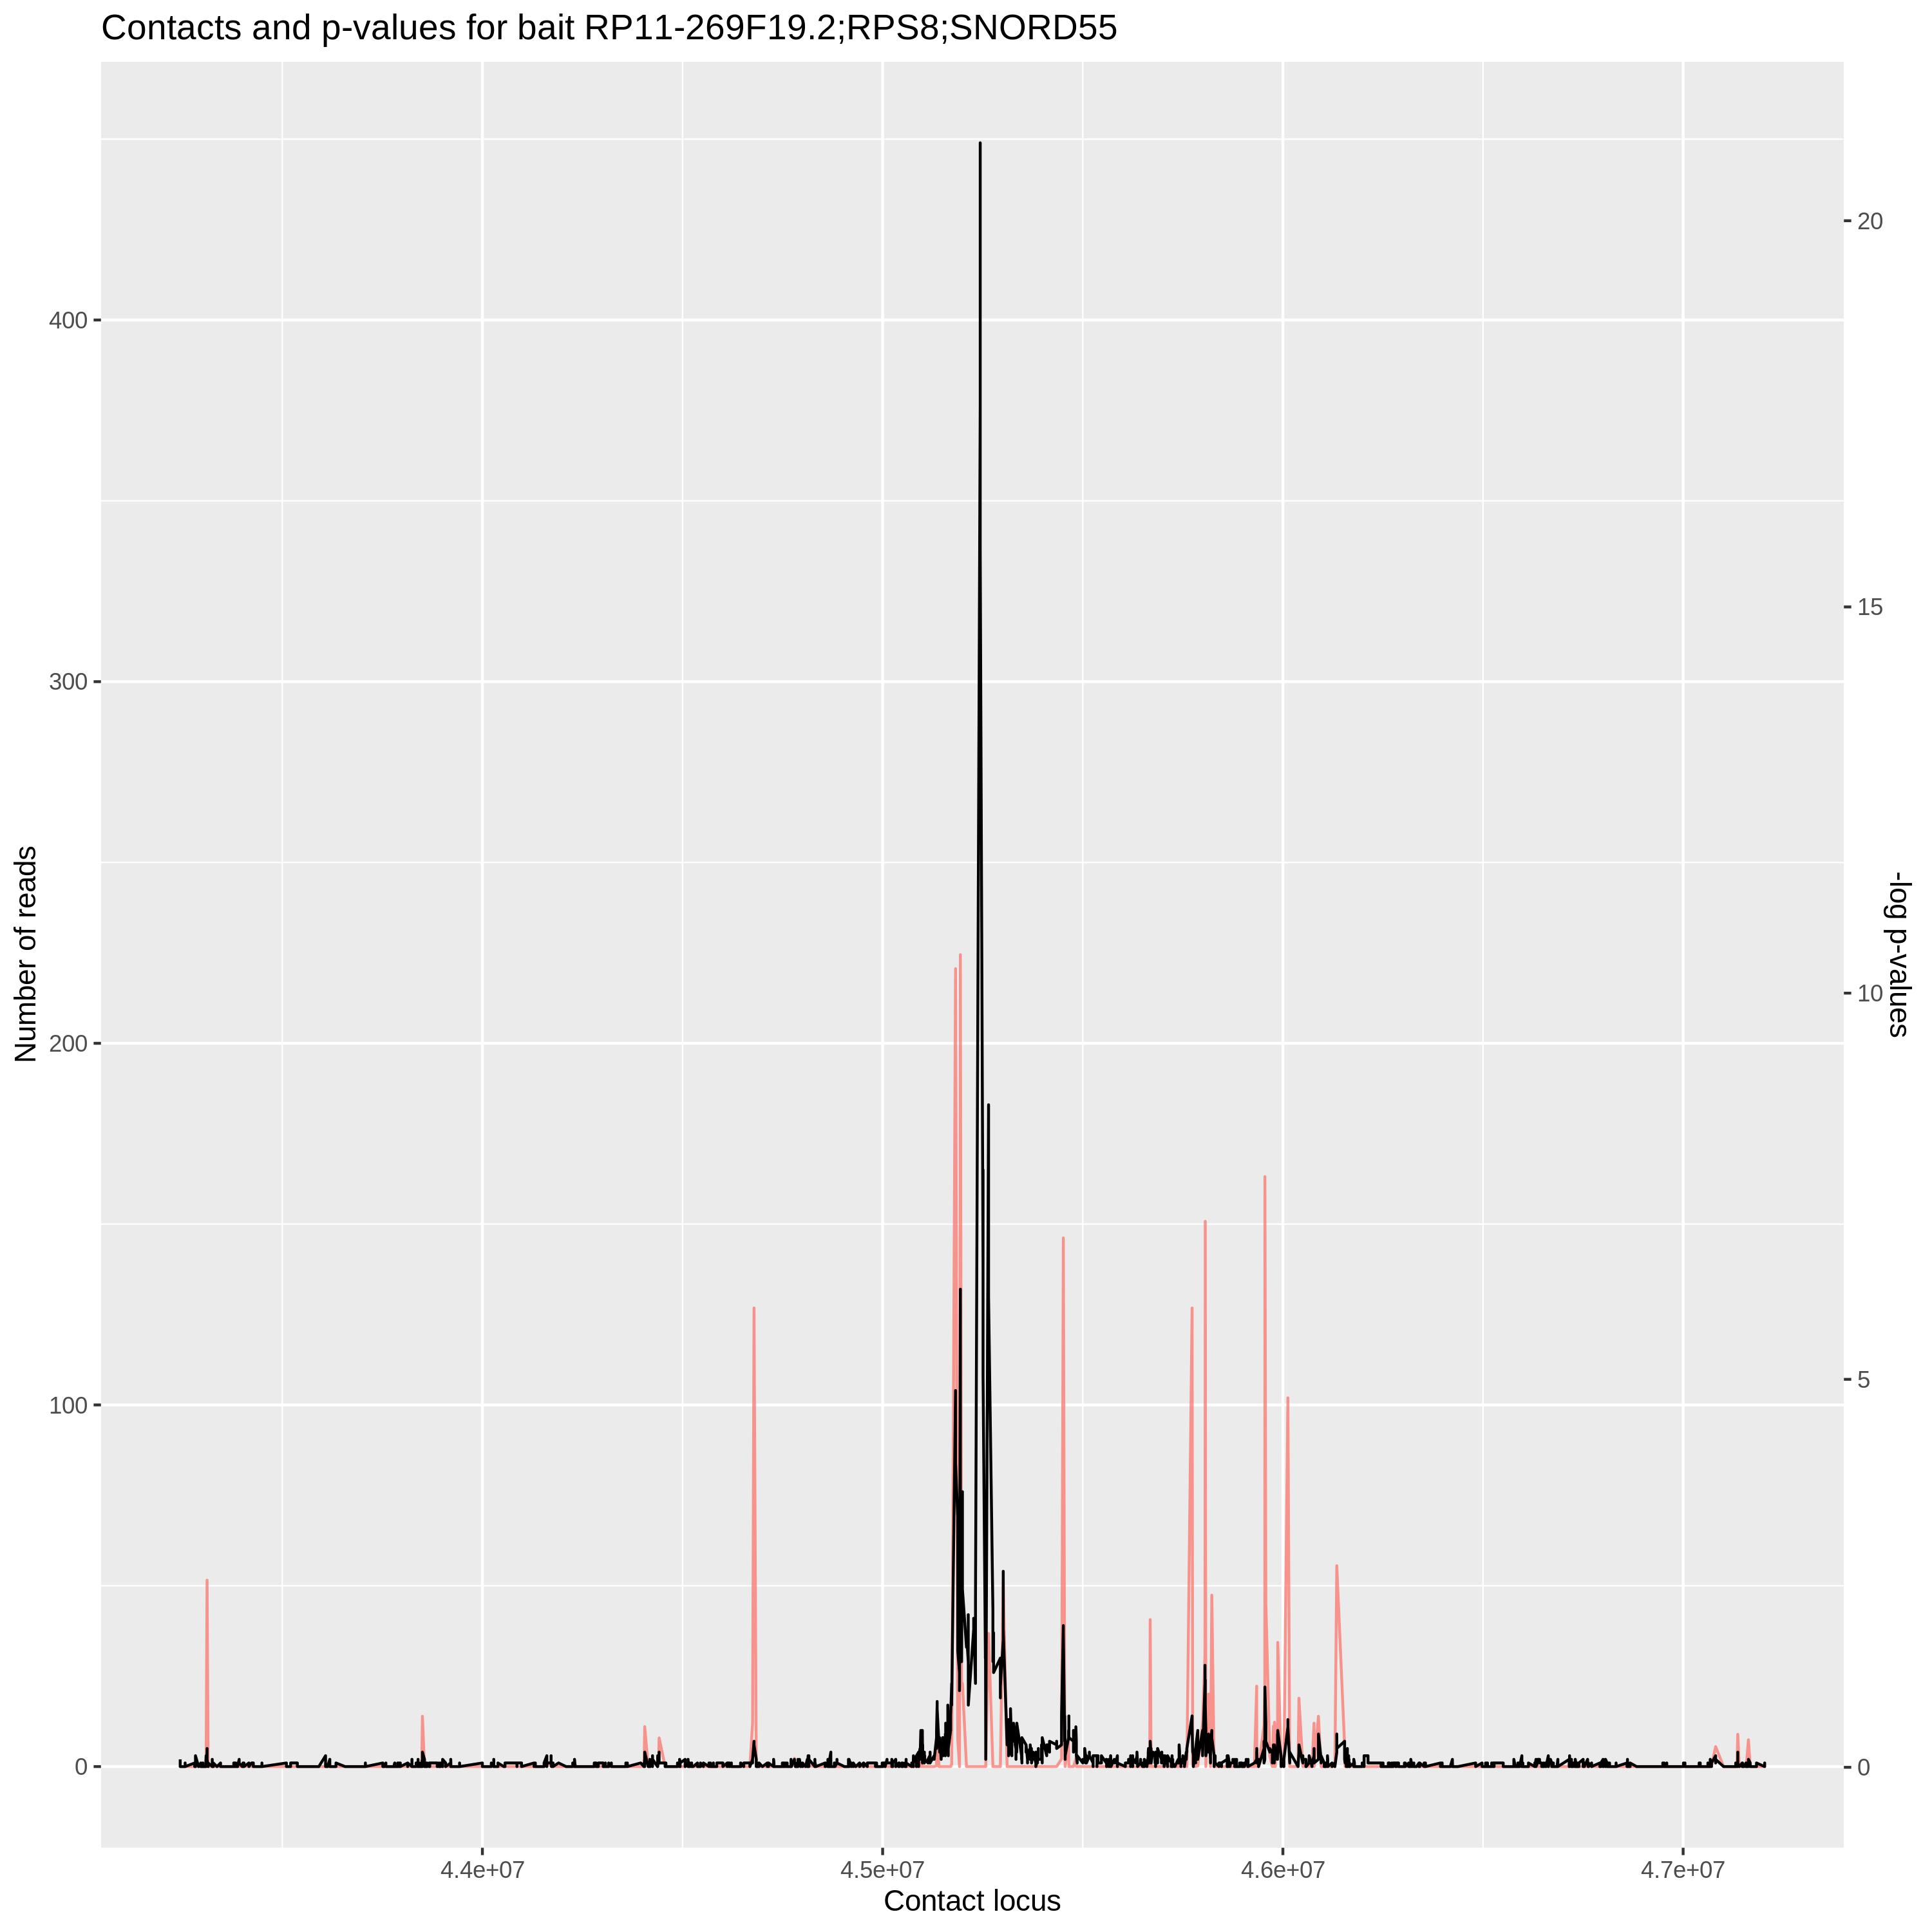 Contacts and p-values for bait RP11-269F19.2;RPS8;SNORD55
Number of reads
400
300
200
100
0
20
15
10
5
0
-log p-values
4.4e+07
4.5e+07
4.6e+07
4.7e+07
Contact locus